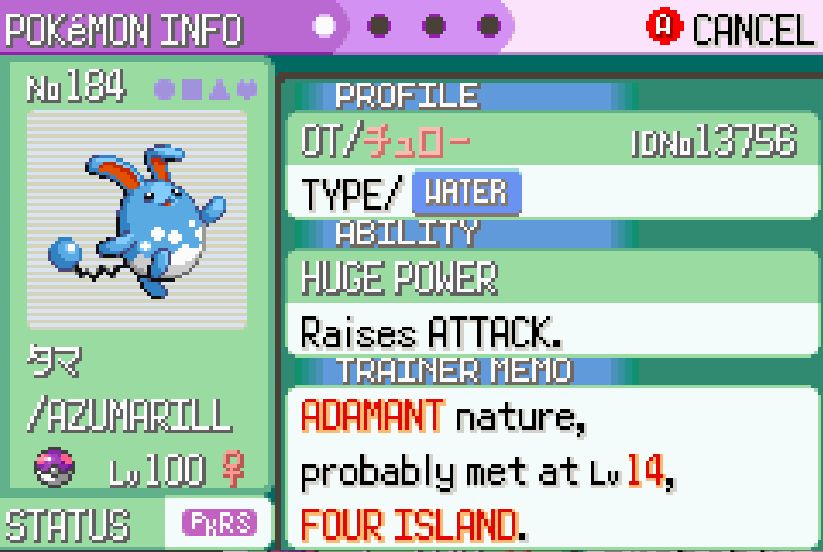 POKéMON INFO
A CANCEL
No184
PROFILE
OT/チュロー
IDNo13756
TYPE/ WATER
ABILITY
HUGE POWER
Raises ATTACK.
TRAINER MEMO
ADAMANT nature,
probably met at Lv14,
FOUR ISLAND.
タマ
/AZUMARILL
Lv100 ♀
STATUS PKRS